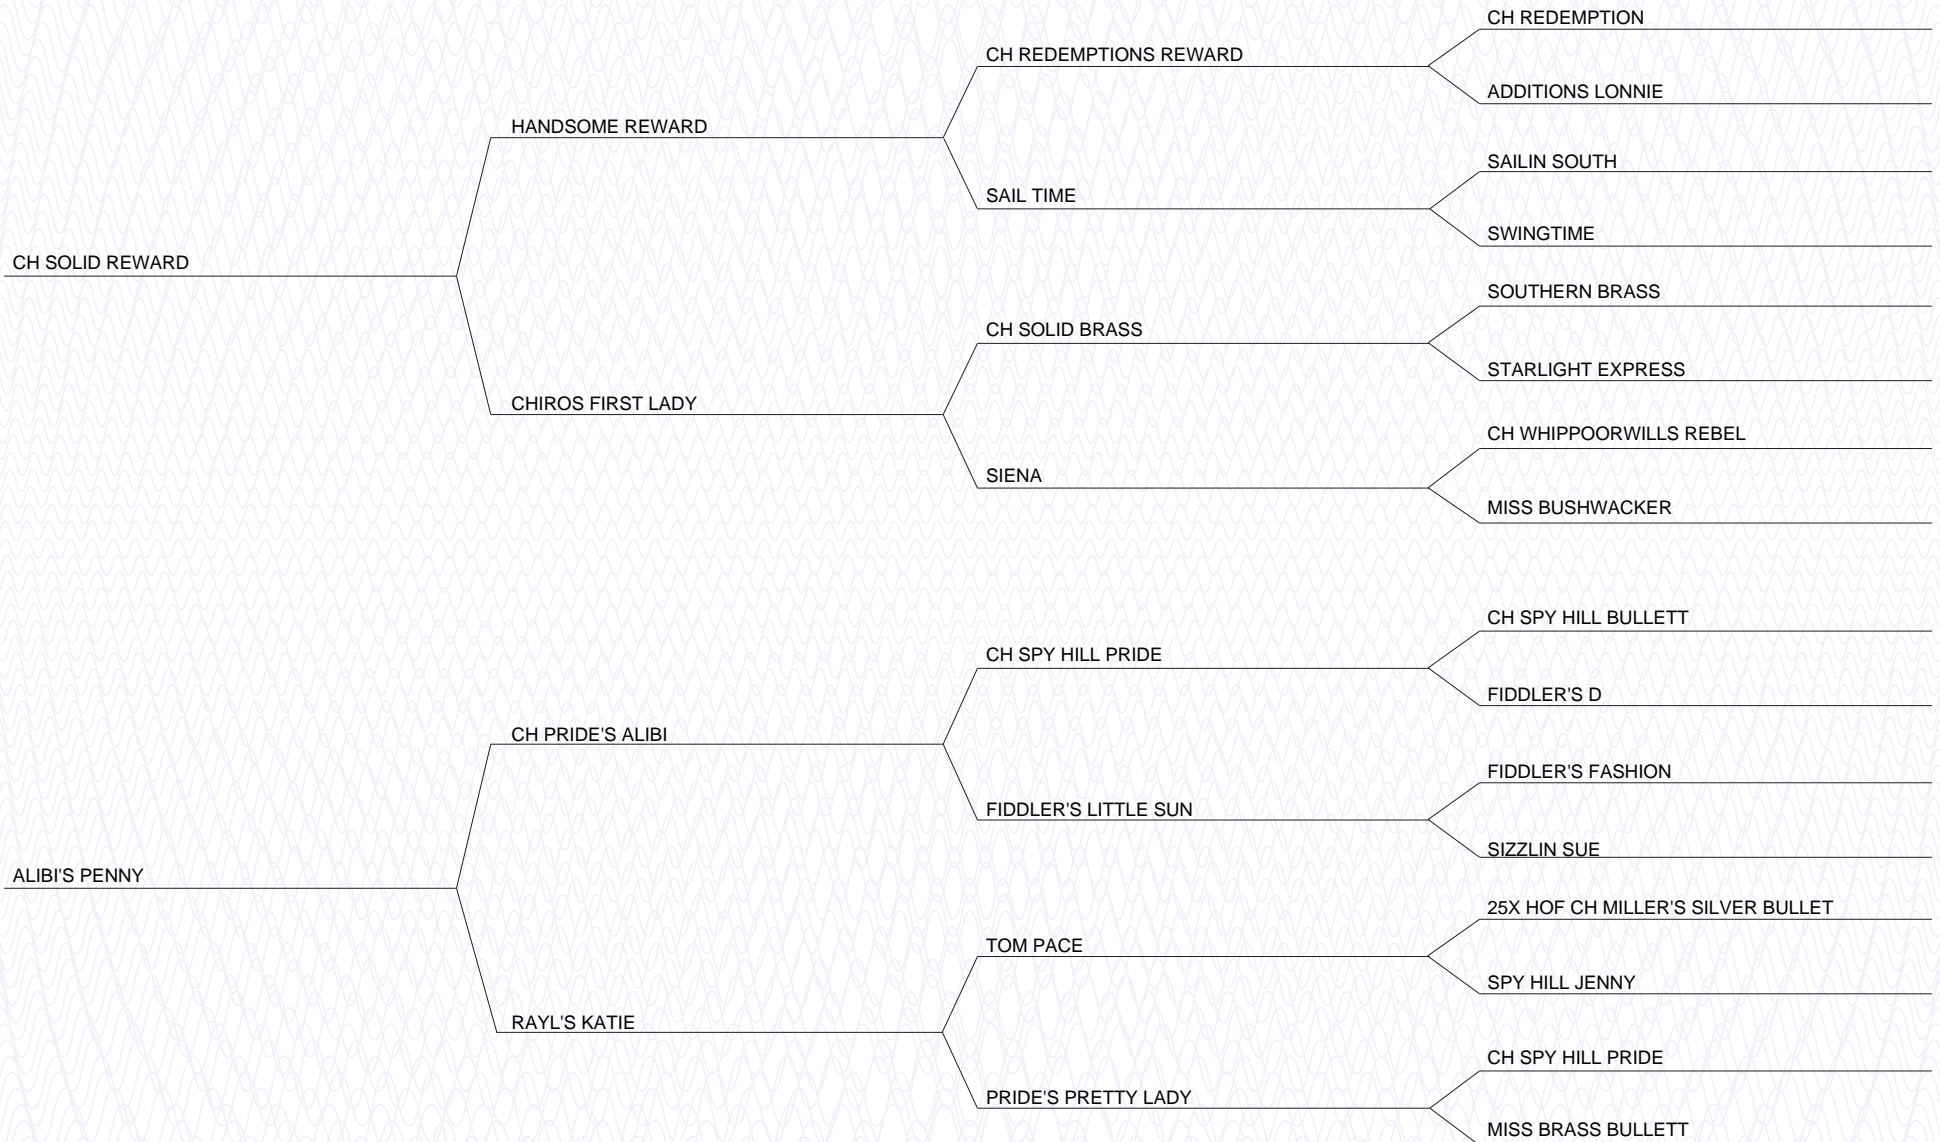 CH REDEMPTION
CH REDEMPTIONS REWARD
ADDITIONS LONNIE
HANDSOME REWARD
SAILIN SOUTH
SAIL TIME
SWINGTIME
CH SOLID REWARD
SOUTHERN BRASS
CH SOLID BRASS
STARLIGHT EXPRESS
CHIROS FIRST LADY
CH WHIPPOORWILLS REBEL
SIENA
MISS BUSHWACKER
CH SPY HILL BULLETT
CH SPY HILL PRIDE
FIDDLER'S D
CH PRIDE'S ALIBI
FIDDLER'S FASHION
FIDDLER'S LITTLE SUN
SIZZLIN SUE
ALIBI'S PENNY
25X HOF CH MILLER'S SILVER BULLET
TOM PACE
SPY HILL JENNY
RAYL'S KATIE
CH SPY HILL PRIDE
PRIDE'S PRETTY LADY
MISS BRASS BULLETT